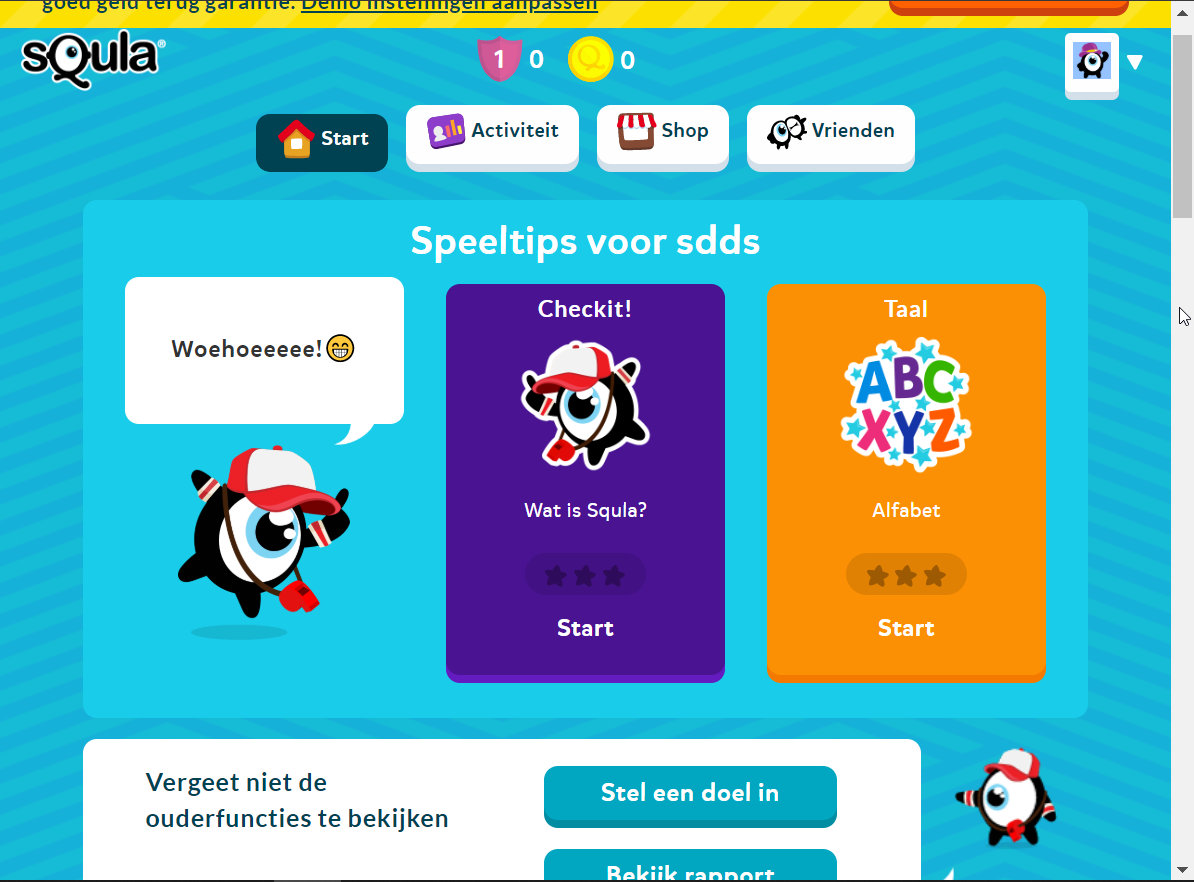 goed geld terug garantie. Demo instellingen aanpassen
sQula®
1 0 0
Start Activiteit Shop Vrienden
Speeltips voor sdds
Woehoeeeee!
Checkit!
Wat is Squla?
Start
Taal
ABC
XYZ
Alfabet
Start
Vergeet niet de
ouderfuncties te bekijken
Stel een doel in
Bekijk rapport